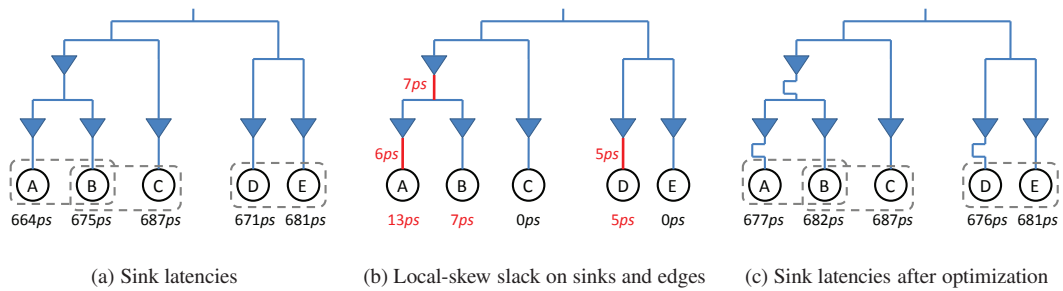 7ps
6ps
5ps
A B C D E
A B C D E
A B C D E
664ps 675ps 687ps 671ps 681ps
13ps 7ps 0ps 5ps 0ps
677ps 682ps 687ps 676ps 681ps
(a) Sink latencies
(b) Local-skew slack on sinks and edges
(c) Sink latencies after optimization